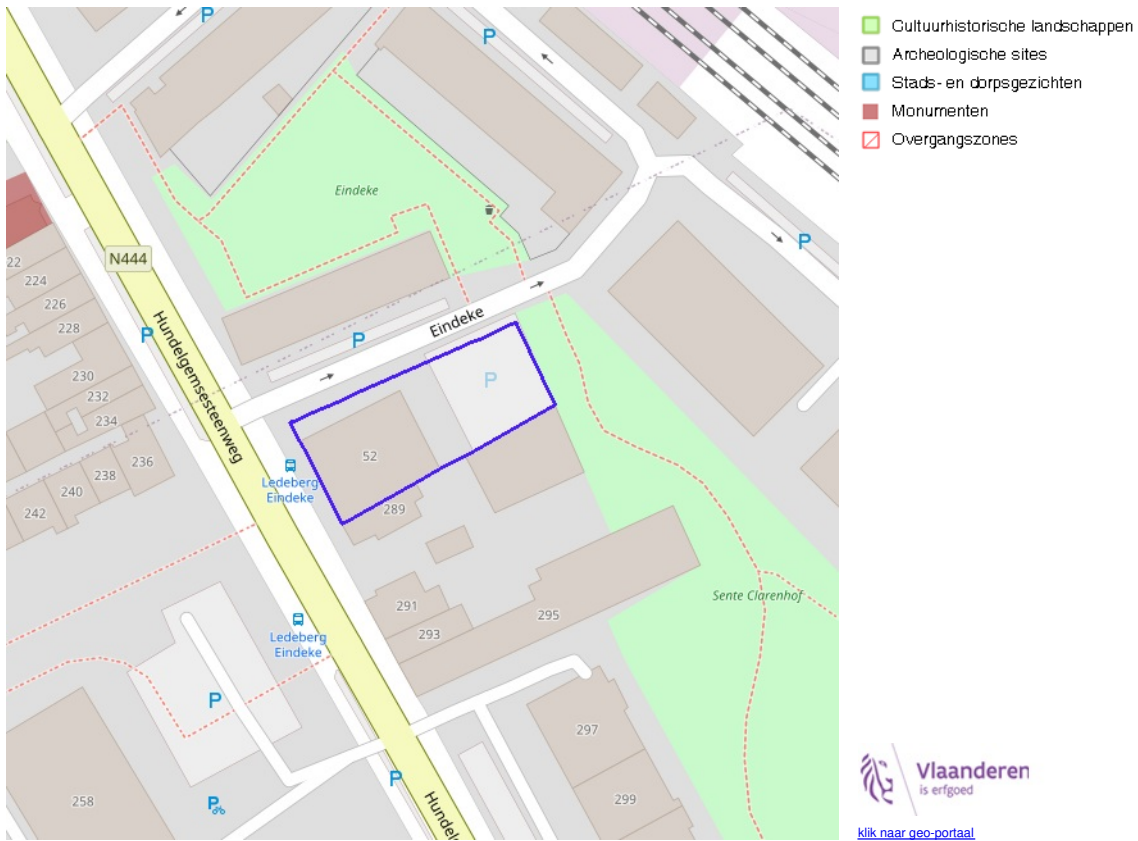 P
P
Cultuurhistorische landschappen
Archeologische sites
Stads- en dorpsgezichten
Monumenten
Overgangszones
Eindeke
P
N444
22
224
226
228
P
Hundelgemsesteenweg
Eindeke
P
P
230
232
234
236
238
240
242
52
Ledeberg
Eindeke
289
291
293
295
Sente Clarenhof
Ledeberg
Eindeke
P
297
299
P
258
P
Hundel
Vlaanderen
is erfgoed
klik naar geo-portaal